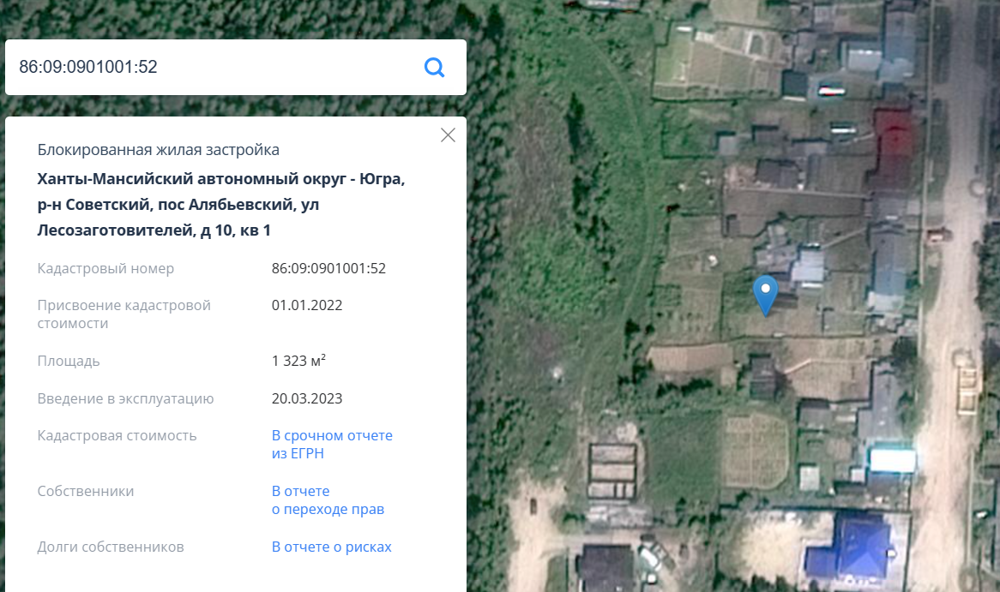 86:09:0901001:52
Блокированная жилая застройка
Ханты-Мансийский автономный округ - Югра,
р-н Советский, пос Алябьевский, ул
Лесозаготовителей, д 10, кв 1
Кадастровый номер 86:09:0901001:52
Присвоение кадастровой 01.01.2022
стоимости
Площадь 1 323 м²
Введение в эксплуатацию 20.03.2023
Кадастровая стоимость В срочном отчете
из ЕГРН
Собственники В отчете
о переходе прав
Долги собственников В отчете о рисках